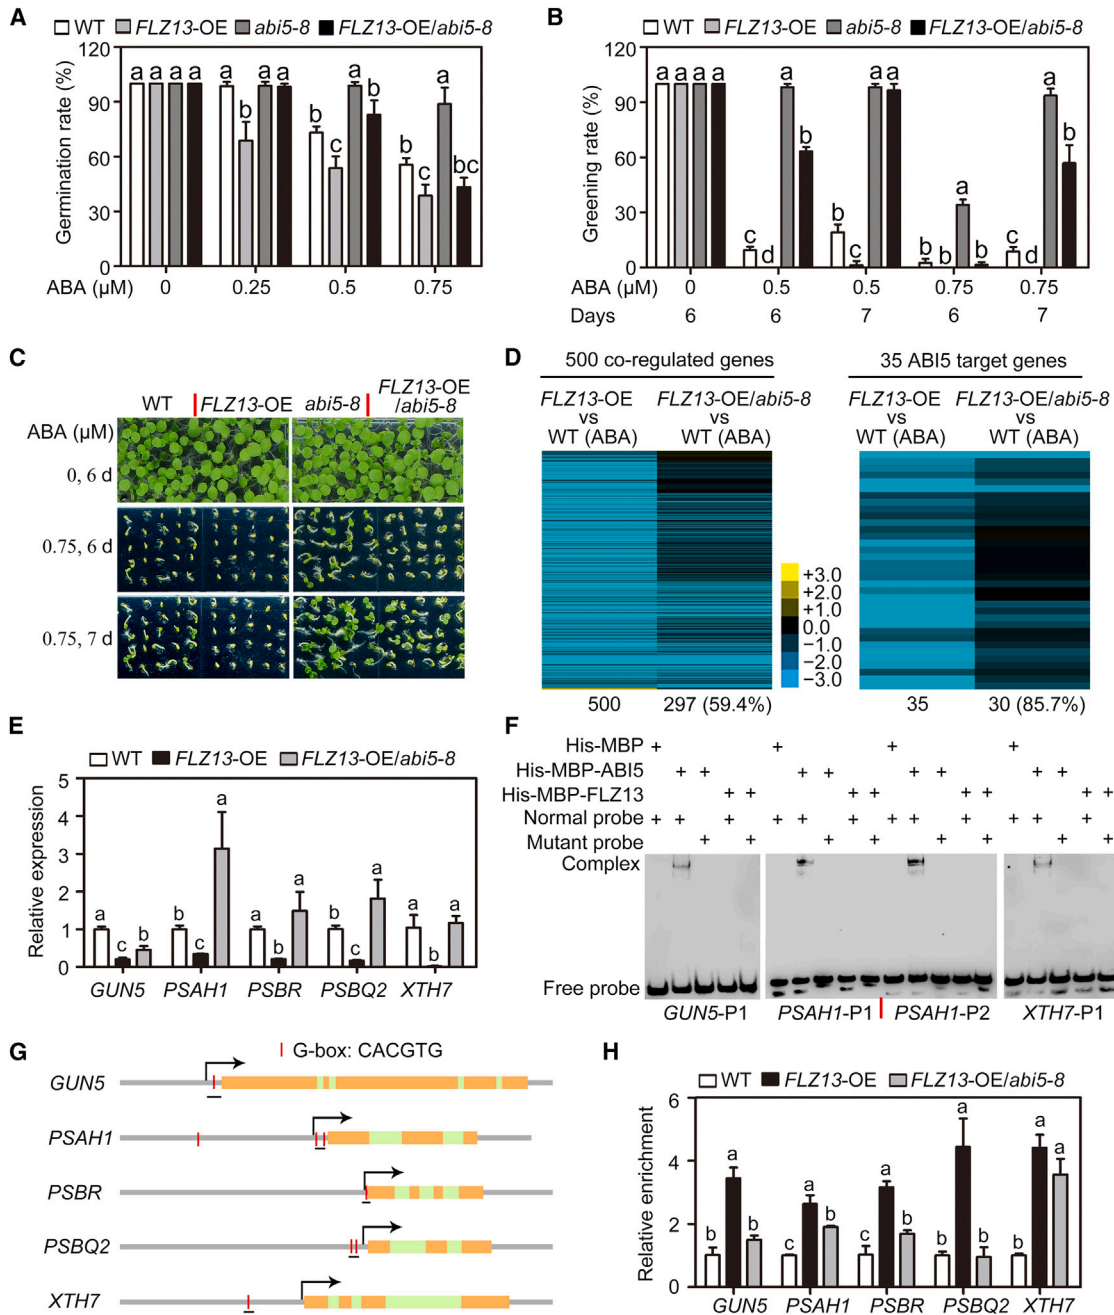 A
WT FLZ13-OE abi5-8 FLZ13-OE/abi5-8
Germination rate (%)
120
90
60
30
0
a a a a
a b a a
b c a b
b c a bc
ABA (μM) 0 0.25 0.5 0.75
B
WT FLZ13-OE abi5-8 FLZ13-OE/abi5-8
Greening rate (%)
120
90
60
30
0
a a a a
c d a b
b c a a
b b a b
c d a b
ABA (μM) 0 0.5 0.5 0.75 0.75
Days 6 6 7 6 7
C
WT FLZ13-OE abi5-8 FLZ13-OE
/abi5-8
ABA (μM)
0, 6 d
0.75, 6 d
0.75, 7 d
D
500 co-regulated genes
FLZ13-OE FLZ13-OE/abi5-8
vs vs
WT (ABA) WT (ABA)
500 297 (59.4%)
+3.0
+2.0
+1.0
0.0
−1.0
−2.0
−3.0
35 ABI5 target genes
FLZ13-OE FLZ13-OE/abi5-8
vs vs
WT (ABA) WT (ABA)
35 30 (85.7%)
E
WT FLZ13-OE FLZ13-OE/abi5-8
Relative expression
5
4
3
2
1
0
a c b
b c a
a b a
b c a
a b a
GUN5 PSAH1 PSBR PSBQ2 XTH7
F
His-MBP + + + +
His-MBP-ABI5 + + + + + + + +
His-MBP-FLZ13 + + + + + + + +
Normal probe + + + + + + + + + + + +
Mutant probe + + + + + + + +
Complex
Free probe
GUN5-P1 PSAH1-P1 PSAH1-P2 XTH7-P1
G
G-box: CACGTG
GUN5
PSAH1
PSBR
PSBQ2
XTH7
H
WT FLZ13-OE FLZ13-OE/abi5-8
Relative enrichment
6
4
2
0
b a b
c a b
c a b
b a b
b a a
GUN5 PSAH1 PSBR PSBQ2 XTH7